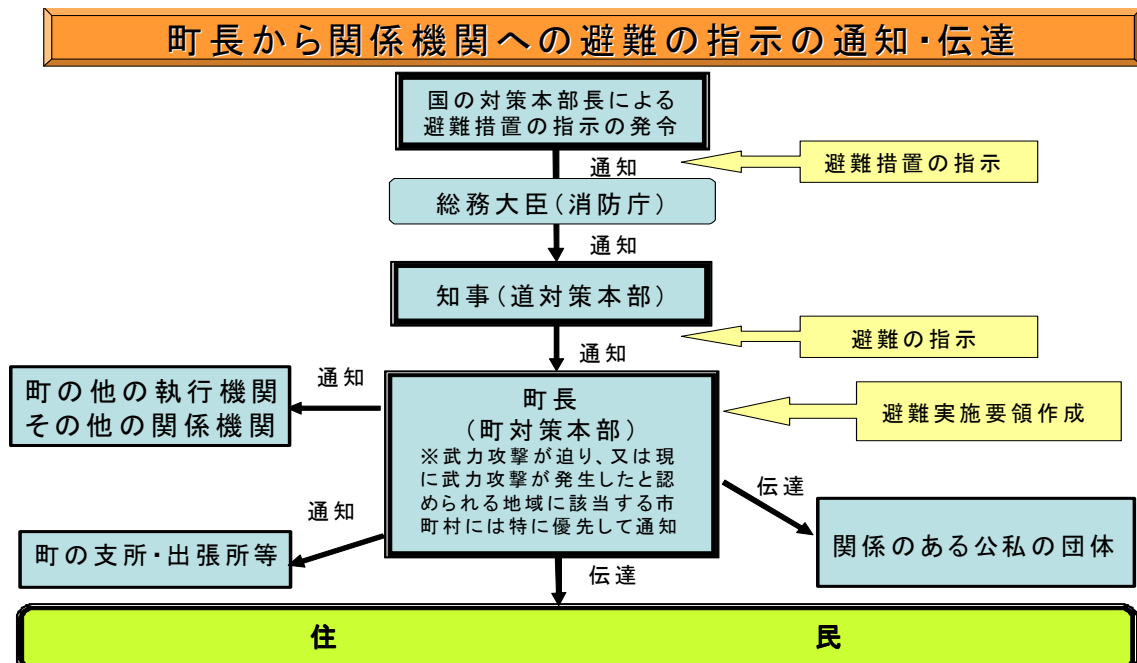 町長から関係機関への避難の指示の通知・伝達
国の対策本部長による
避難措置の指示の発令
通知
避難措置の指示
総務大臣(消防庁)
通知
知事(道対策本部)
通知
避難の指示
町の他の執行機関
その他の関係機関
通知
町長
(町対策本部)
※武力攻撃が迫り、又は現
に武力攻撃が発生したと認
められる地域に該当する市
町村には特に優先して通知
避難実施要領作成
通知
町の支所・出張所等
伝達
関係のある公私の団体
伝達
住 民